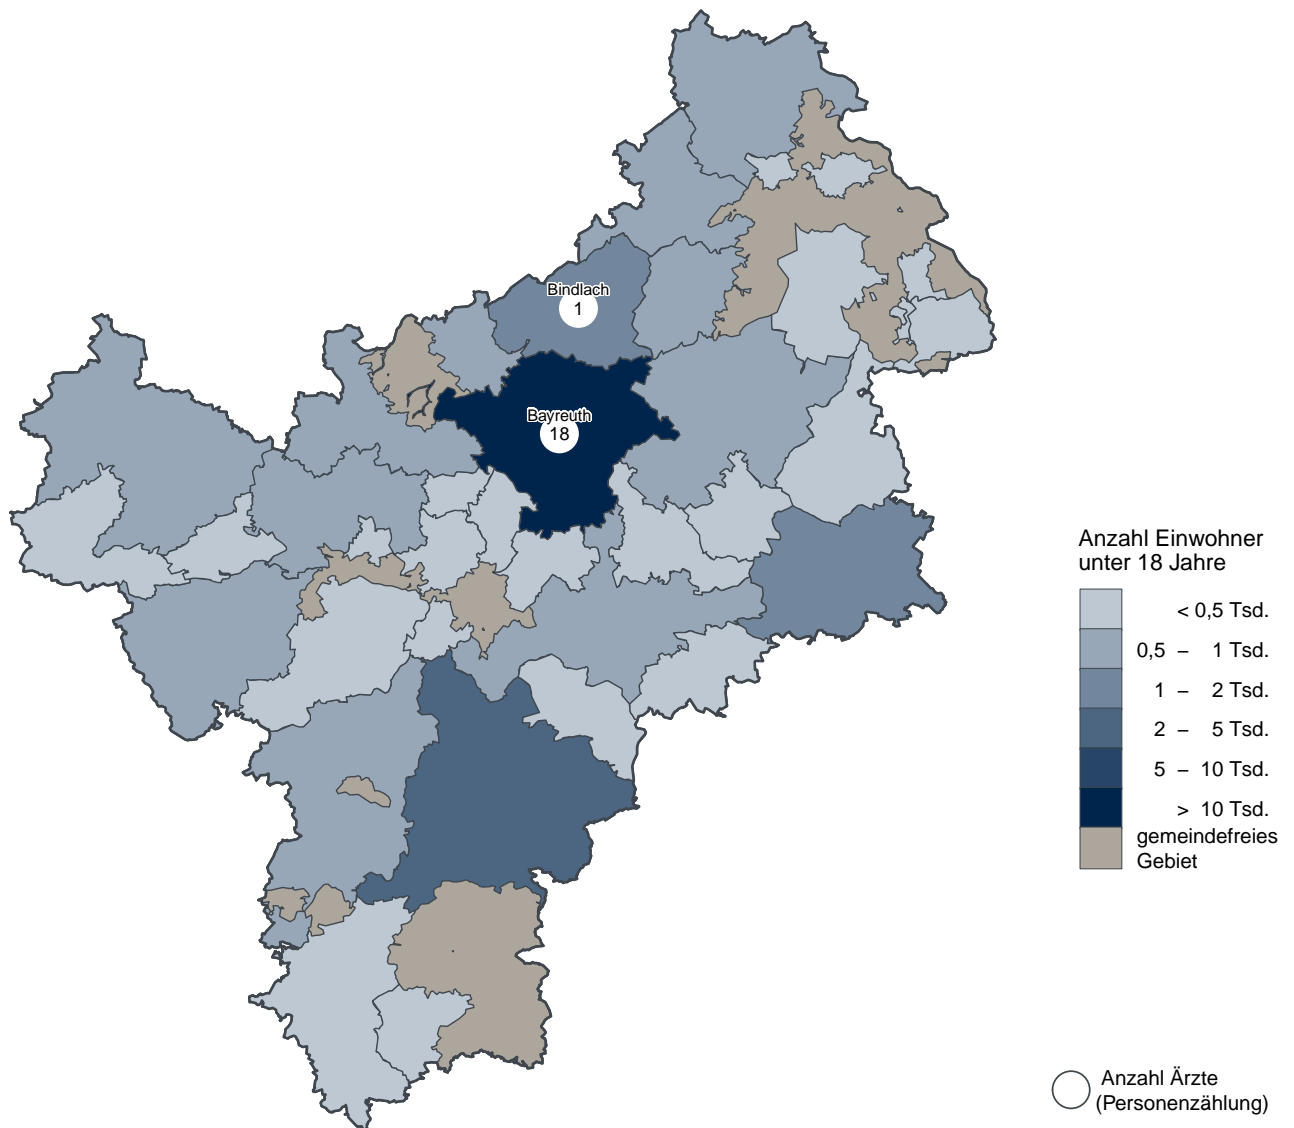 Bindlach
1
Bayreuth
18
Anzahl Einwohner
unter 18 Jahre
< 0,5 Tsd.
0,5 – 1 Tsd.
1 – 2 Tsd.
2 – 5 Tsd.
5 – 10 Tsd.
> 10 Tsd.
gemeindefreies
Gebiet
Anzahl Ärzte
(Personenzählung)